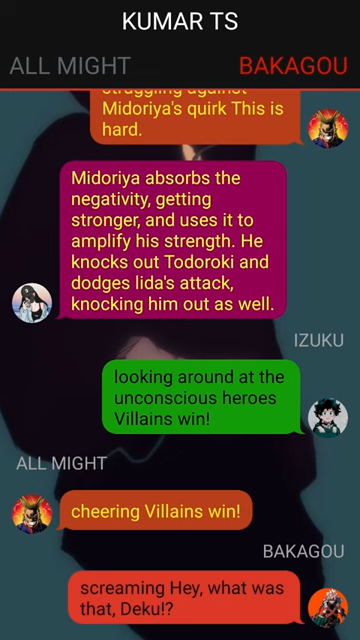 KUMAR TS
ALL MIGHT
BAKAGOU
struggling against
Midoriya's quirk This is
hard.
Midoriya absorbs the
negativity, getting
stronger, and uses it to
amplify his strength. He
knocks out Todoroki and
dodges Iida's attack,
knocking him out as well.
IZUKU
looking around at the
unconscious heroes
Villains win!
ALL MIGHT
cheering Villains win!
BAKAGOU
screaming Hey, what was
that, Deku!?